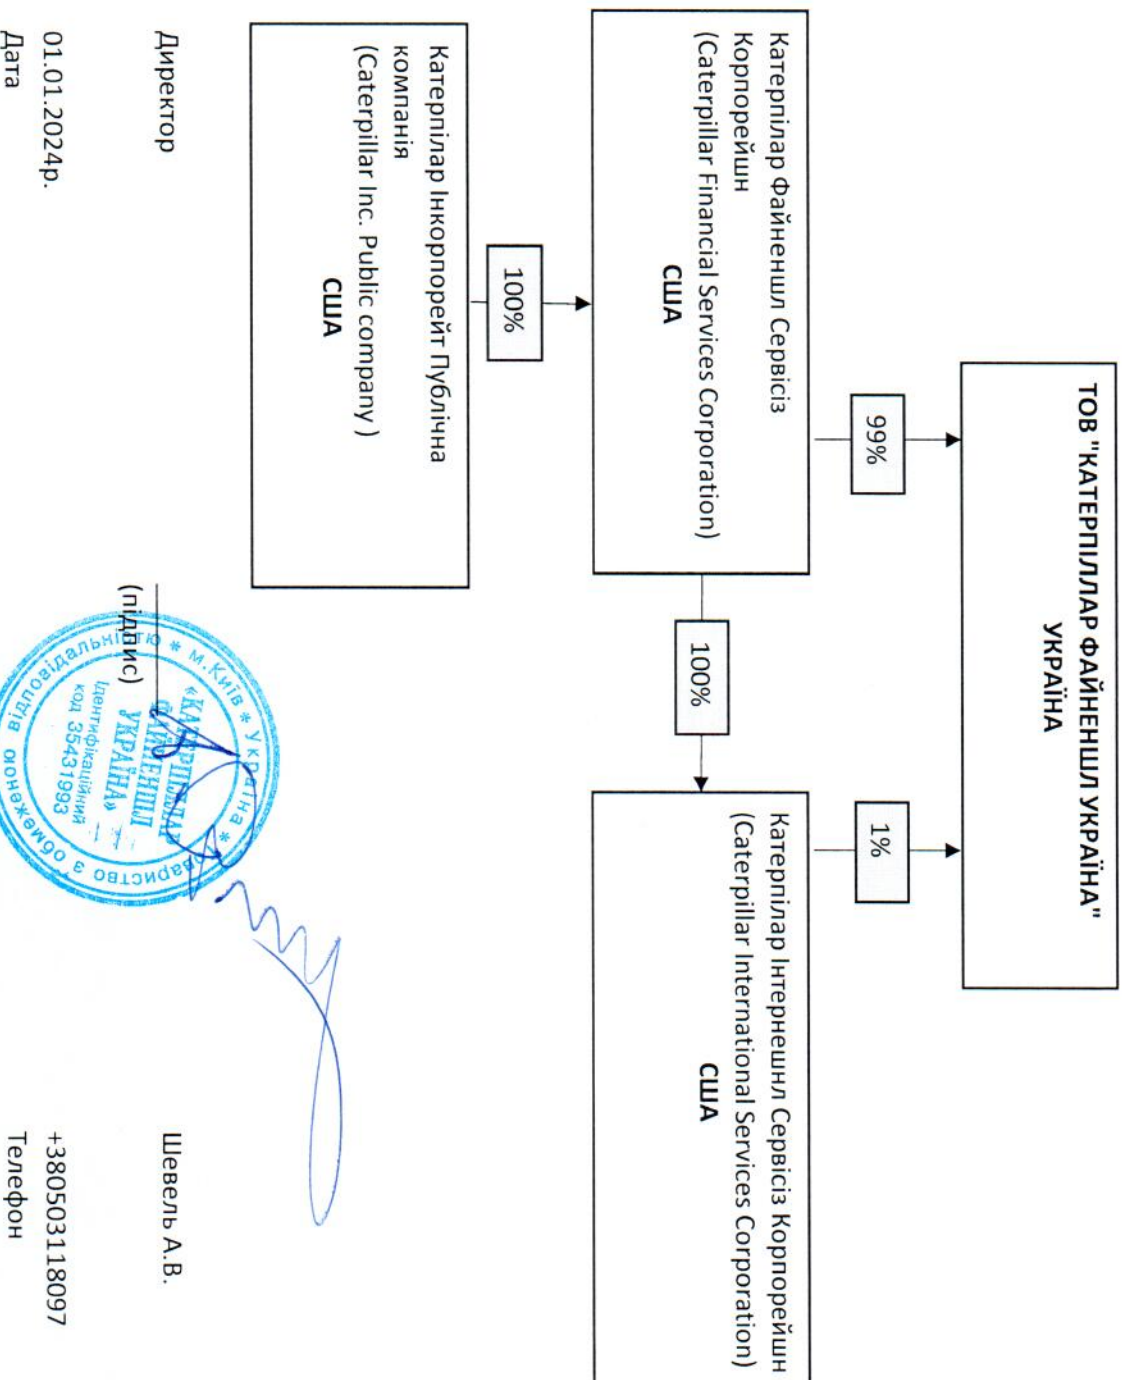 ТОВ "КАТЕРПІЛЛАР ФАЙНЕНШЛ УКРАЇНА"
УКРАЇНА
99%
1%
Катерпілар Файненшл Сервісіз
Корпорейшн
(Caterpillar Financial Services Corporation)
США
100%
Катерпілар Інтернешнл Сервісіз Корпорейшн
(Caterpillar International Services Corporation)
США
100%
Катерпілар Інкорпорейт Публічна
компанія
(Caterpillar Inc. Public company )
США
Директор
(підпис)
Шевель А.В.
01.01.2024р.
+380503118097
Дата
Телефон
* м.Київ * Україна * Товариство з обмеженою відповідальністю
«КАТЕРПІЛЛАР
ФАЙНЕНШЛ
УКРАЇНА»
Ідентифікаційний
код 35431993